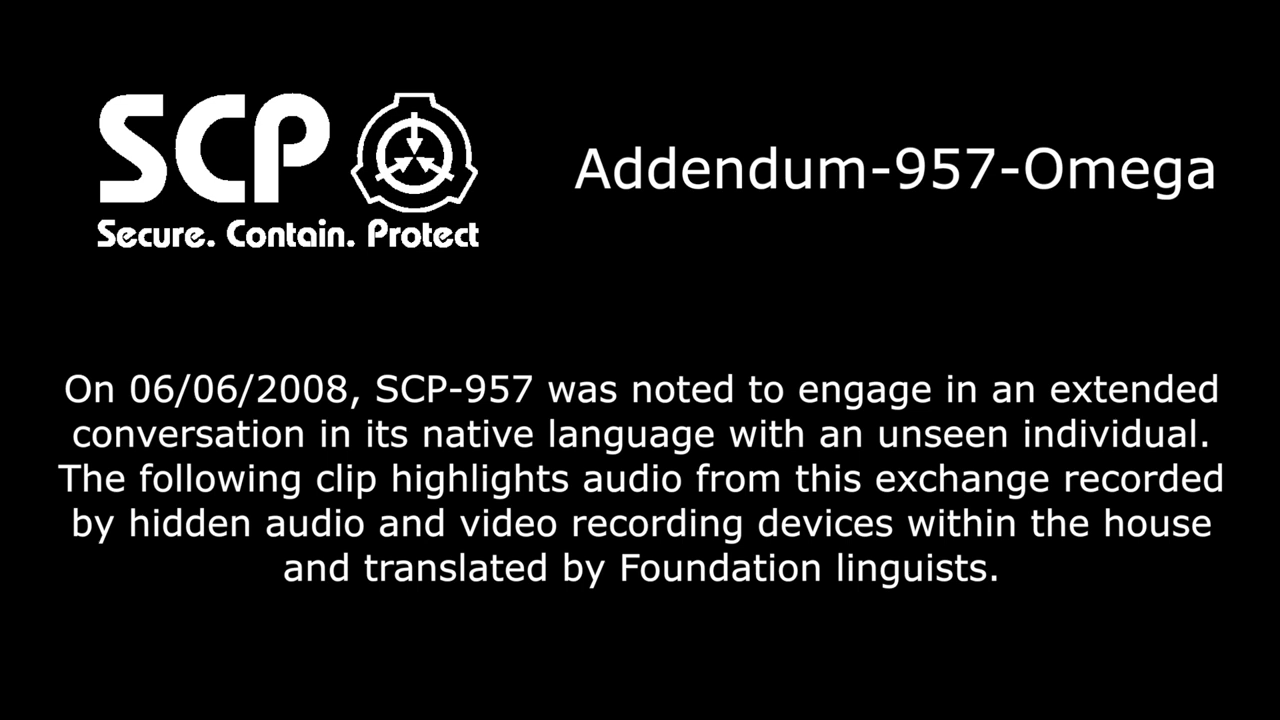 SCP
Secure. Contain. Protect
Addendum-957-Omega
On 06/06/2008, SCP-957 was noted to engage in an extended
conversation in its native language with an unseen individual.
The following clip highlights audio from this exchange recorded
by hidden audio and video recording devices within the house
and translated by Foundation linguists.